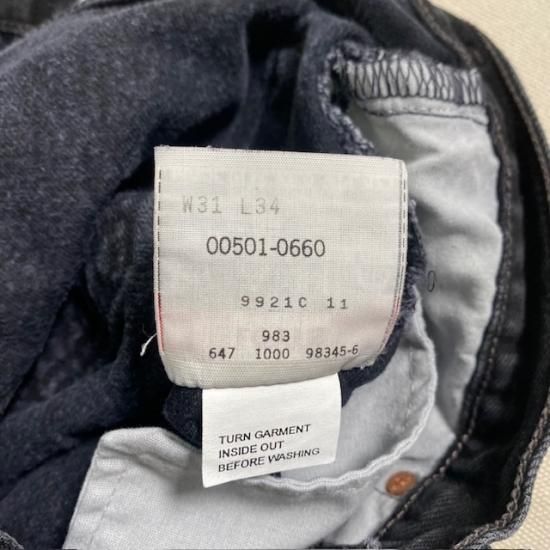 W31 L34
00501-0660
9921C 11
983
647 1000 98345-6
TURN GARMENT
INSIDE OUT
BEFORE WASHING